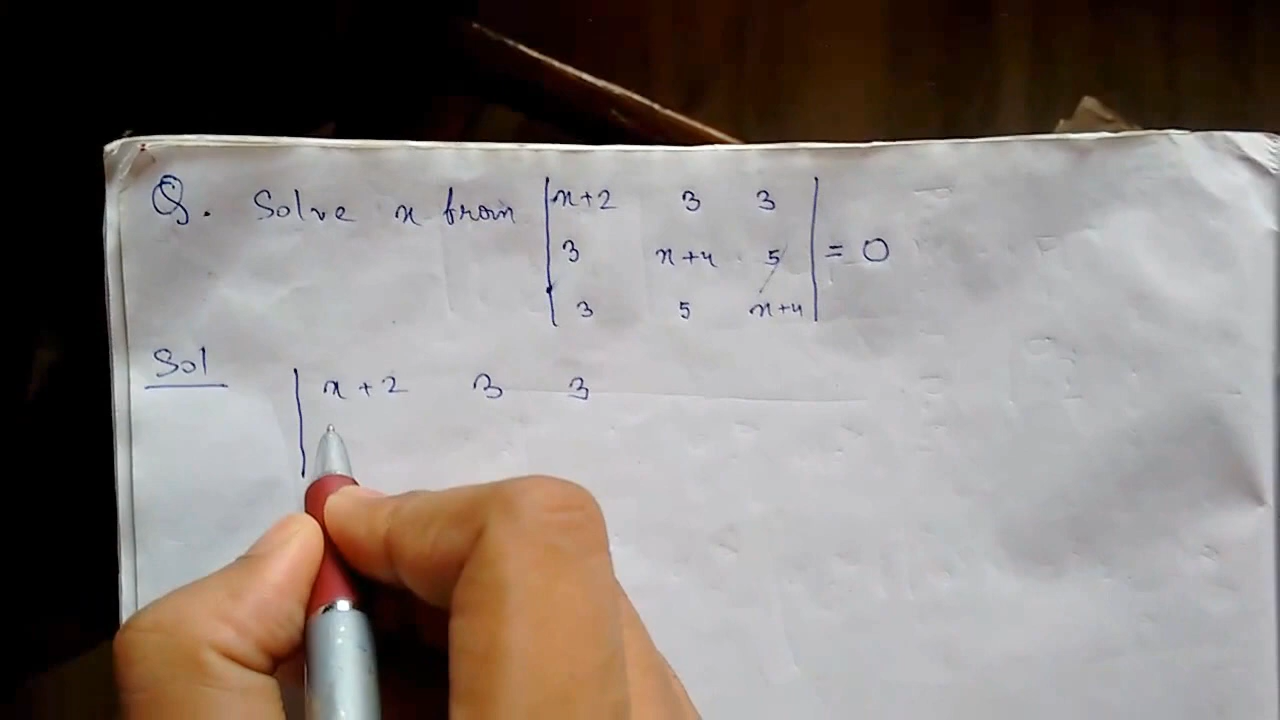 Q. Solve x from | x+2 3 3 |
| 3 x+4 5 | = 0
| 3 5 x+4 |
Sol
| x+2 3 3